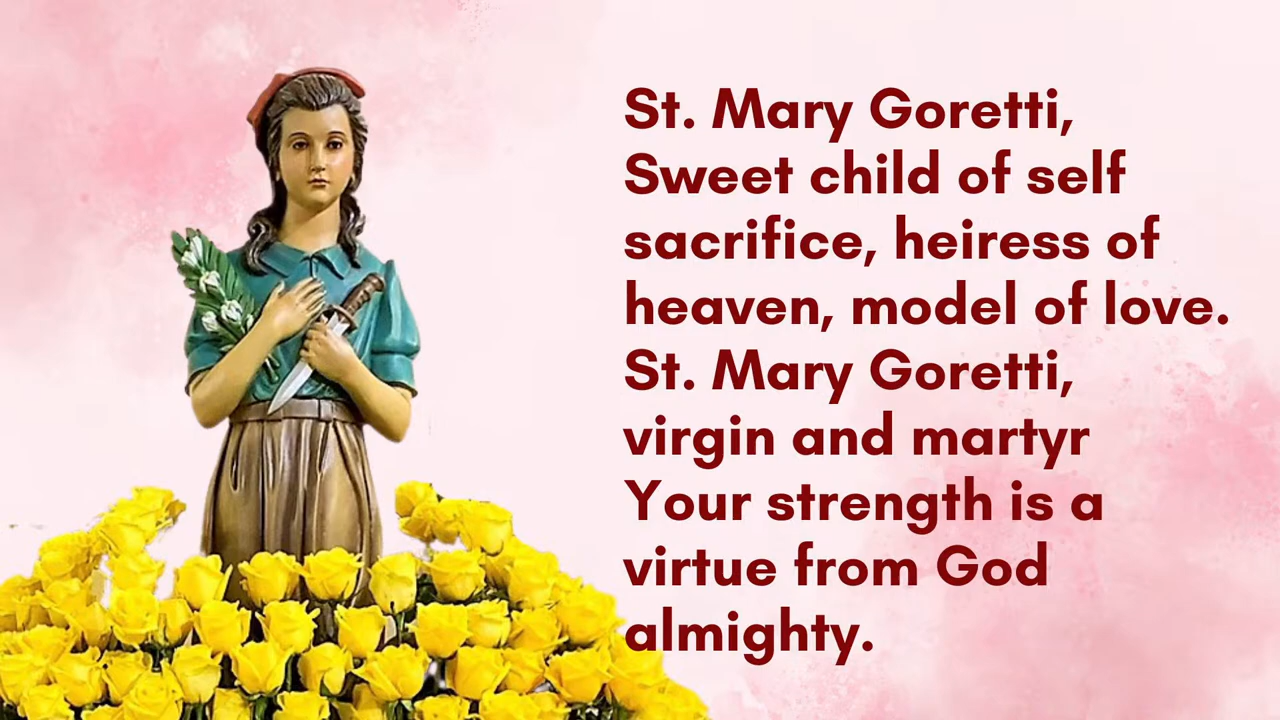 St. Mary Goretti,
Sweet child of self
sacrifice, heiress of
heaven, model of love.
St. Mary Goretti,
virgin and martyr
Your strength is a
virtue from God
almighty.